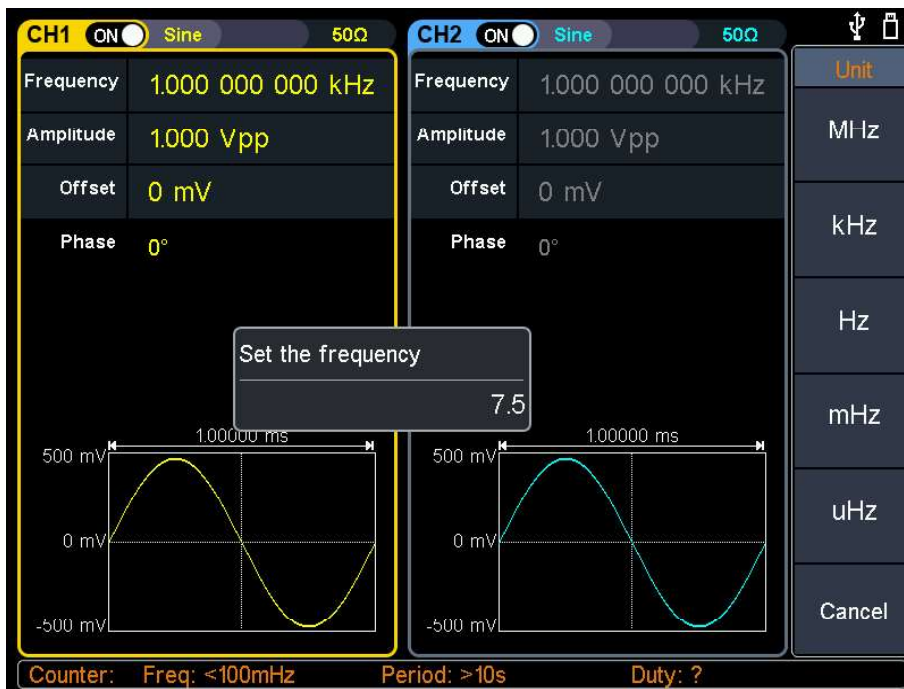 CH1 ON Sine 50Ω
Frequency 1.000 000 000 kHz
Amplitude 1.000 Vpp
Offset 0 mV
Phase 0°
1.00000 ms
500 mV
0 mV
-500 mV
CH2 ON Sine 50Ω
Frequency 1.000 000 000 kHz
Amplitude 1.000 Vpp
Offset 0 mV
Phase 0°
1.00000 ms
500 mV
0 mV
-500 mV
Set the frequency
7.5
Unit
MHz
kHz
Hz
mHz
uHz
Cancel
Counter: Freq: <100mHz Period: >10s Duty: ?